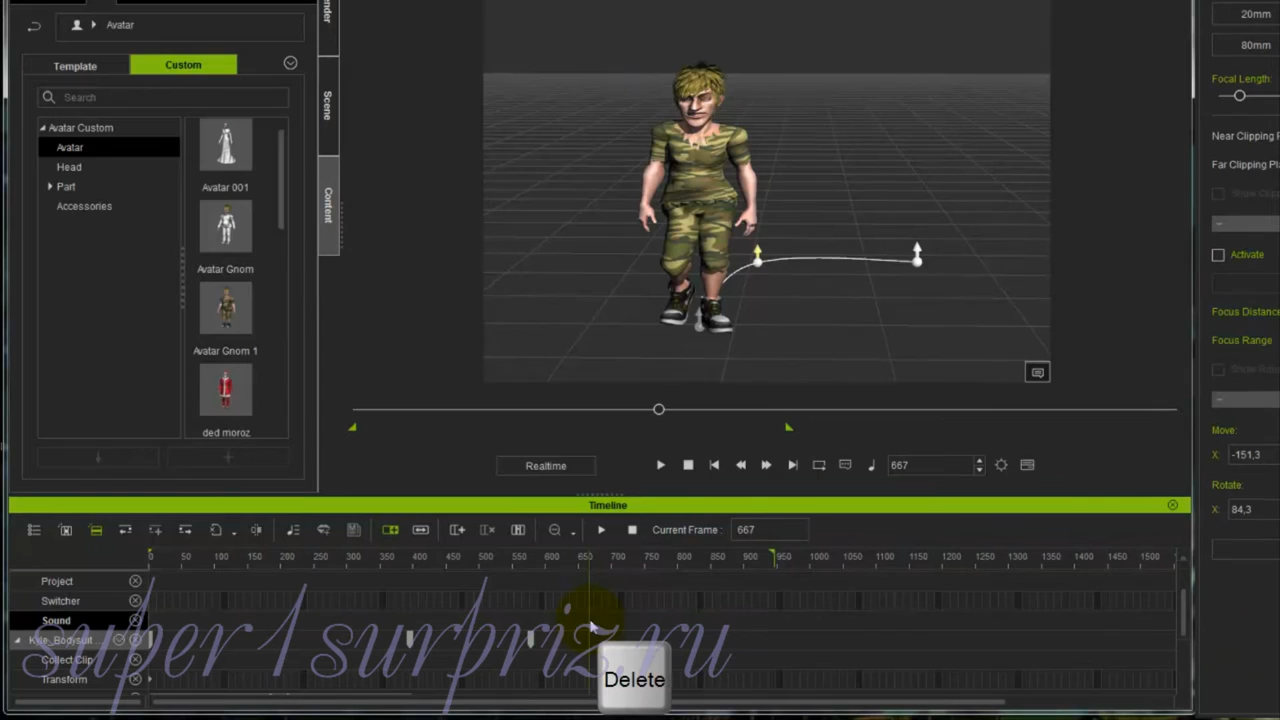 Avatar
Template
Custom
Search
Avatar Custom
Avatar
Head
Part
Accessories
Avatar 001
Avatar Gnom
Avatar Gnom 1
ded moroz
Scene
Content
20mm
80mm
Focal Length:
Near Clipping P
Far Clipping Pla
Activate
Focus Distance
Focus Range
Move:
X: -151,3
Rotate:
X: 84,3
Realtime
667
Timeline
Current Frame : 667
0 50 100 150 200 250 300 350 400 450 500 550 600 650 700 750 800 850 900 950 1000 1050 1100 1150 1200 1250 1300 1350 1400 1450 1500
Project
Switcher
Sound
Kyle_Bodysuit
Collect Clip
Transform
super1surpriz.ru
Delete